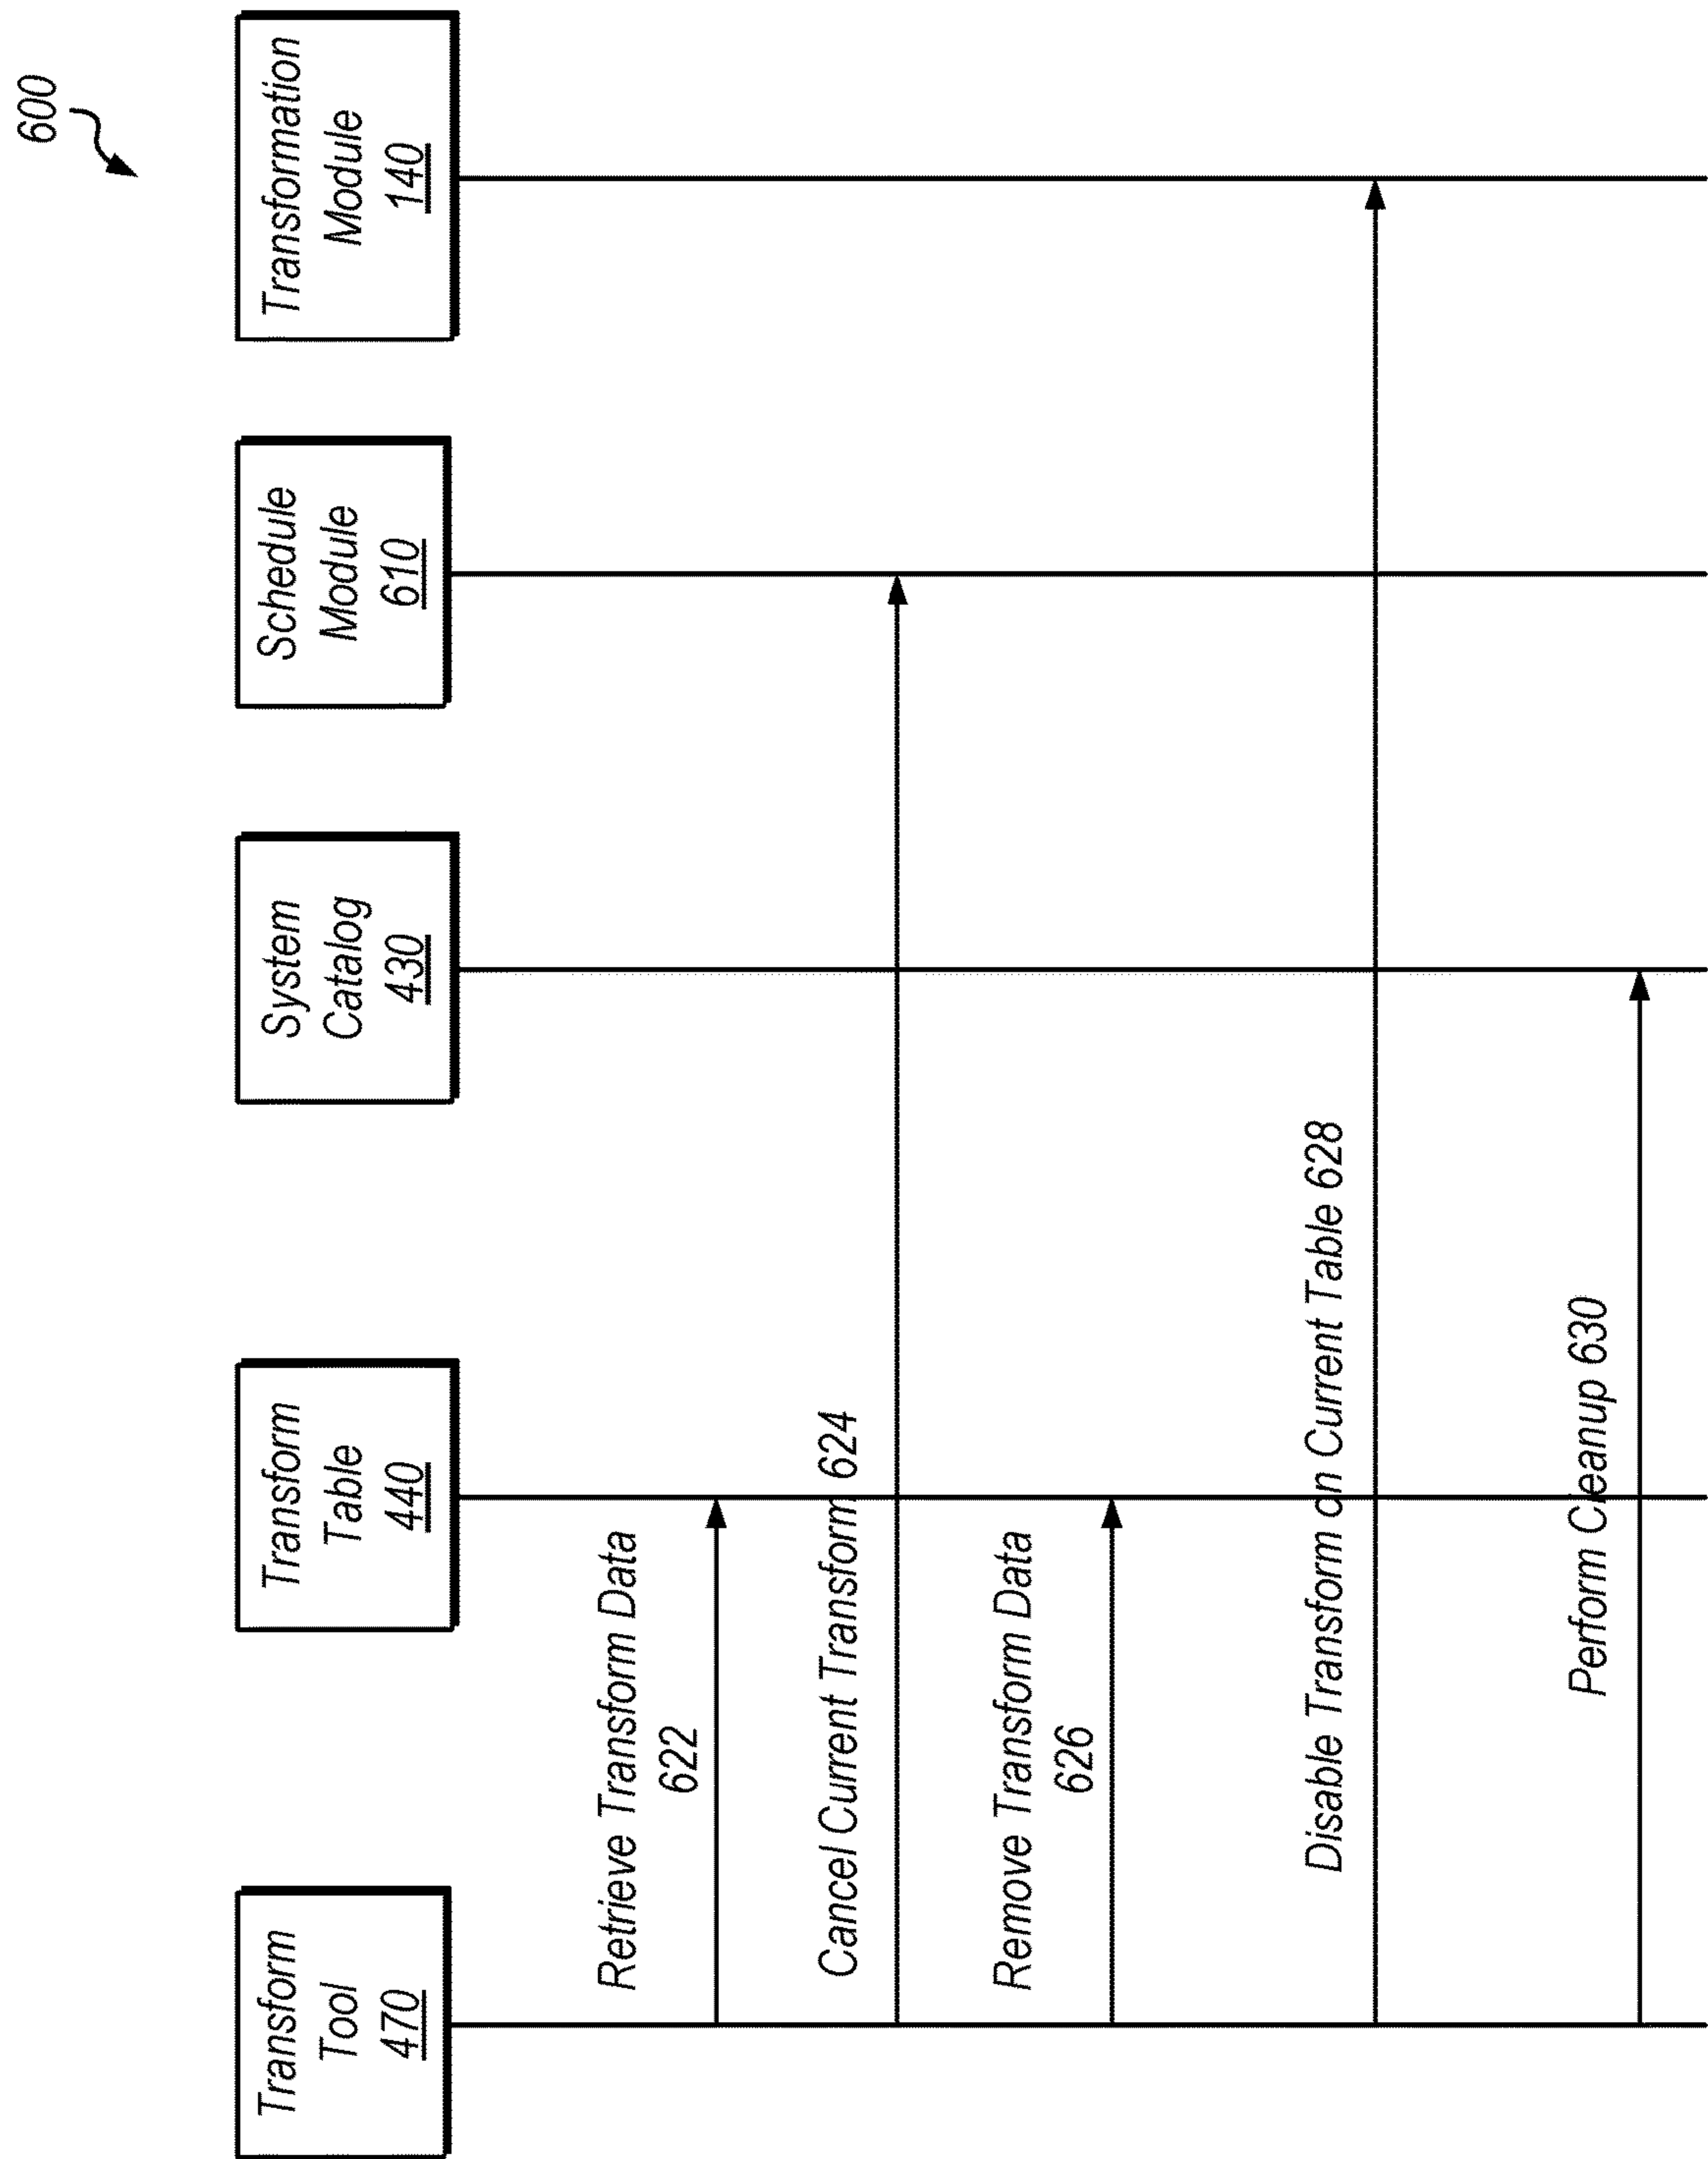 600
Transform
Tool
470
Transform
Table
440
System
Catalog
430
Schedule
Module
610
Transformation
Module
140
Retrieve Transform Data
622
Cancel Current Transform 624
Remove Transform Data
626
Disable Transform on Current Table 628
Perform Cleanup 630